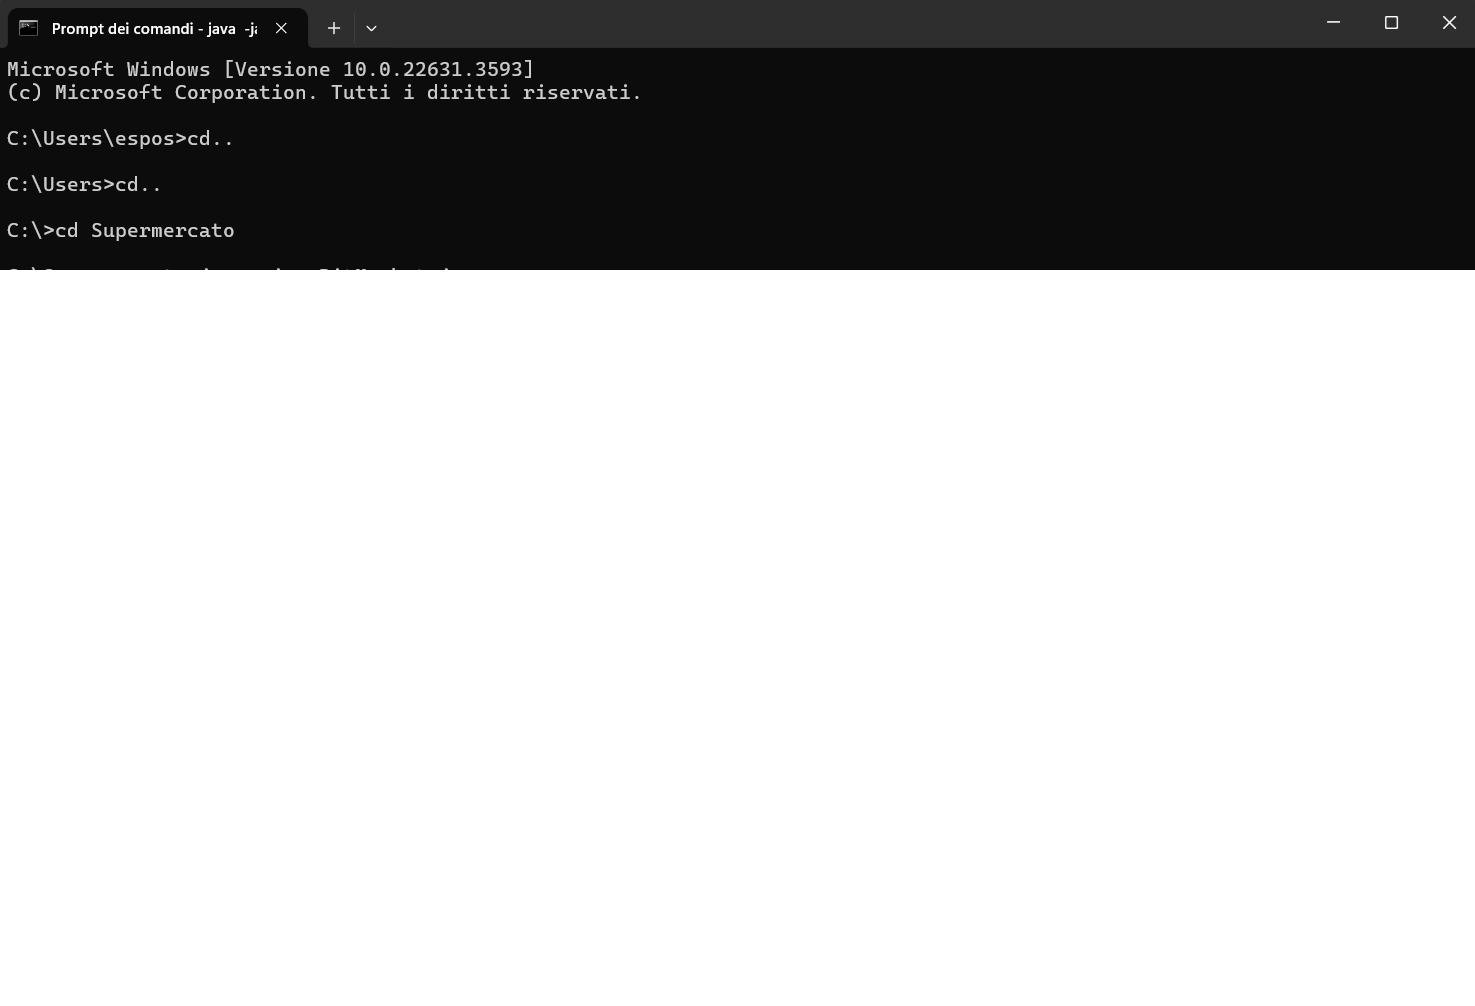 Prompt dei comandi - java -ja
Microsoft Windows [Versione 10.0.22631.3593]
(c) Microsoft Corporation. Tutti i diritti riservati.
C:\Users\espos>cd..
C:\Users>cd..
C:\>cd Supermercato